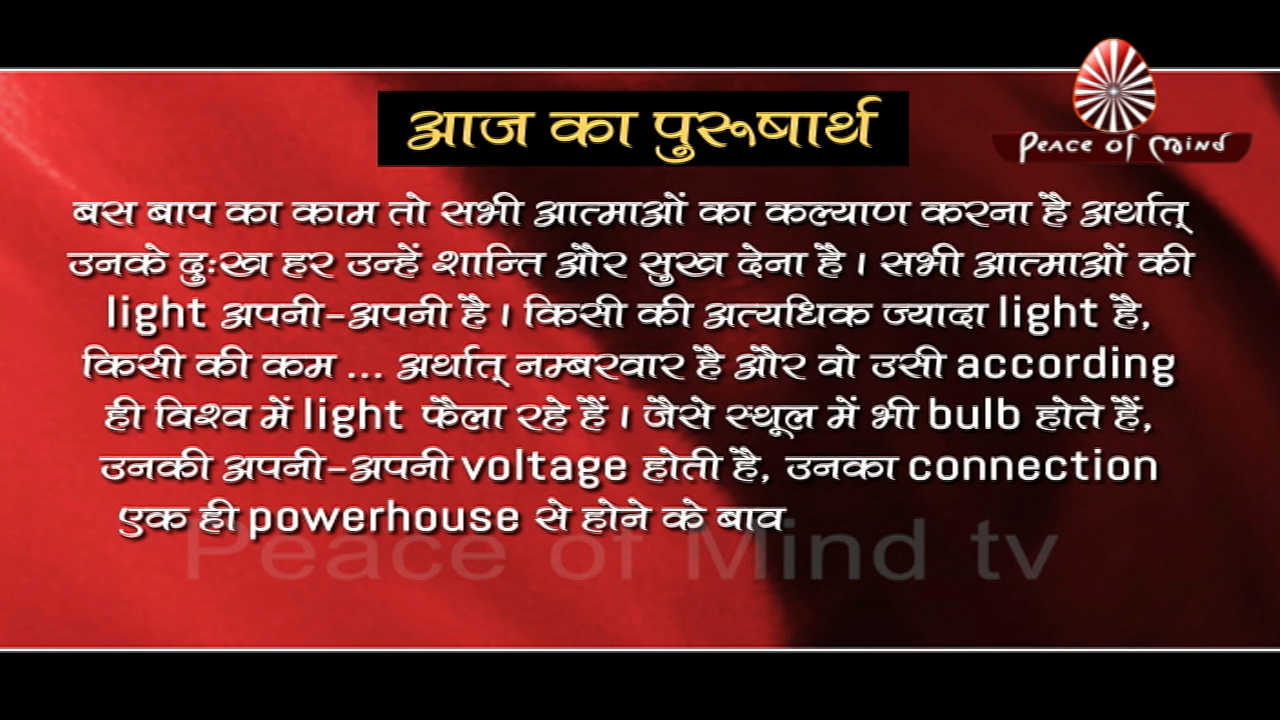 आज का पुरूषार्थ
Peace of Mind
बस बाप का काम तो सभी आत्माओं का कल्याण करना है अर्थात्
उनके दुःख हर उन्हें शान्ति और सुख देना है । सभी आत्माओं की
light अपनी-अपनी है । किसी की अत्यधिक ज्यादा light है,
किसी की कम ... अर्थात् नम्बरवार है और वो उसी according
ही विश्व में light फैला रहे हैं । जैसे स्थूल में भी bulb होते हैं,
उनकी अपनी-अपनी voltage होती है, उनका connection
एक ही powerhouse से होने के बाव
Peace of Mind tv